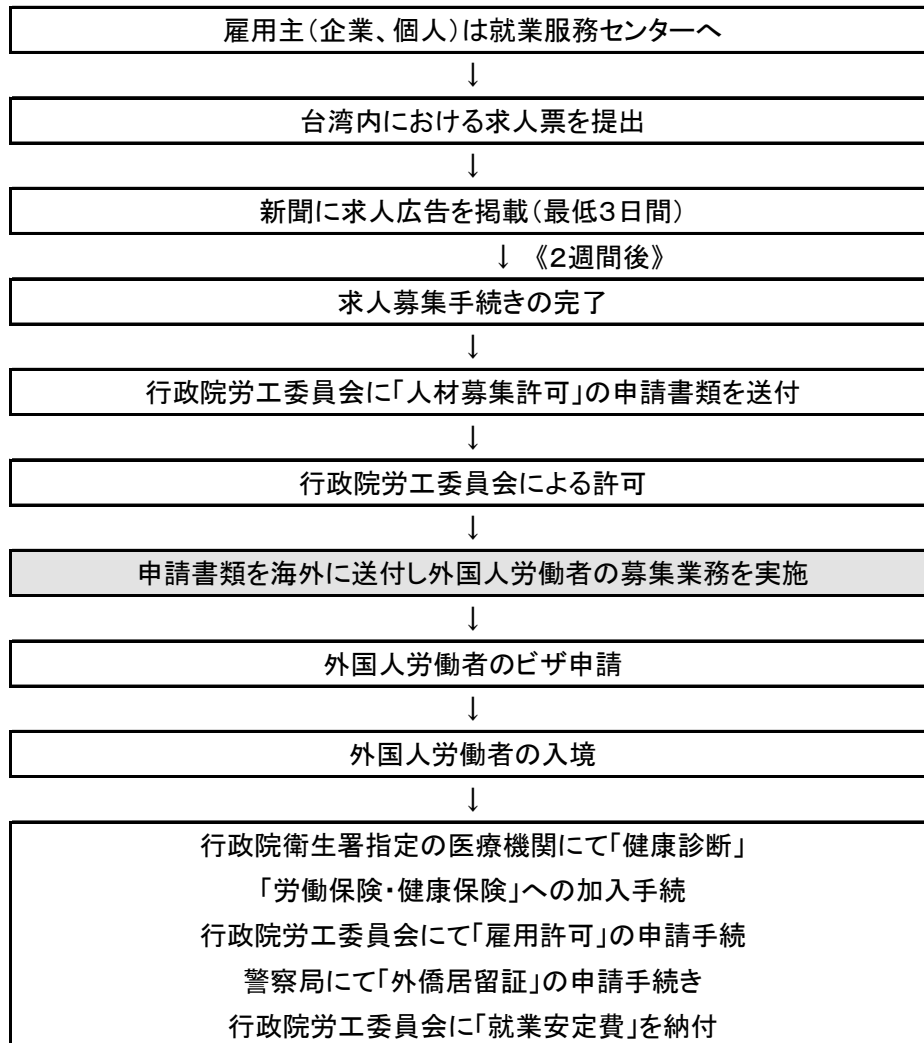 雇用主(企業、個人)は就業服務センターへ
↓
台湾内における求人票を提出
↓
新聞に求人広告を掲載(最低3日間)
↓ 《2週間後》
求人募集手続きの完了
↓
行政院労工委員会に「人材募集許可」の申請書類を送付
↓
行政院労工委員会による許可
↓
申請書類を海外に送付し外国人労働者の募集業務を実施
↓
外国人労働者のビザ申請
↓
外国人労働者の入境
↓
行政院衛生署指定の医療機関にて「健康診断」
「労働保険・健康保険」への加入手続
行政院労工委員会にて「雇用許可」の申請手続
警察局にて「外僑居留証」の申請手続き
行政院労工委員会に「就業安定費」を納付